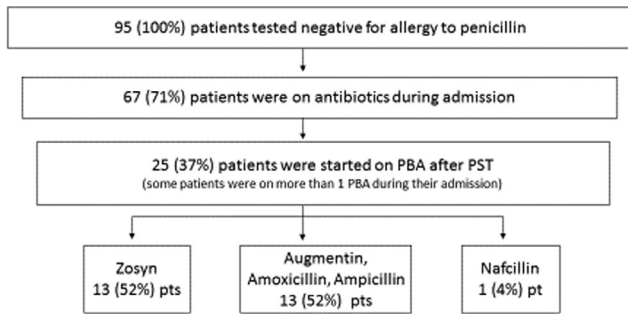 95 (100%) patients tested negative for allergy to penicillin
67 (71%) patients were on antibiotics during admission
25 (37%) patients were started on PBA after PST
(some patients were on more than 1 PBA during their admission)
Zosyn
13 (52%) pts
Augmentin,
Amoxicillin, Ampicillin
13 (52%) pts
Nafcillin
1 (4%) pt